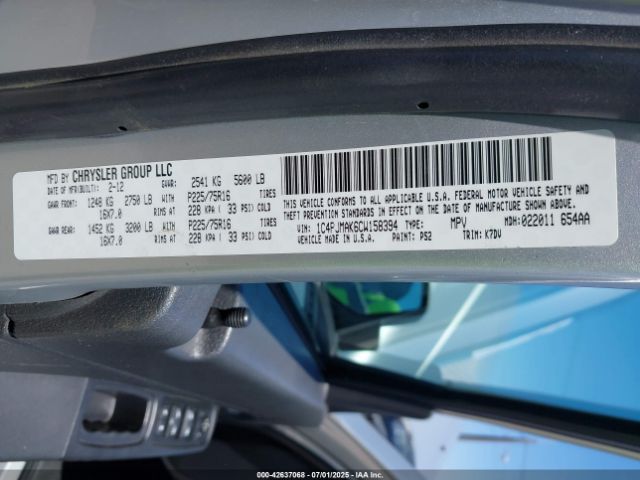 MFD BY CHRYSLER GROUP LLC
DATE OF MFR(BUILT): 2-12 GVWR: 2541 KG 5600 LB
GAWR FRONT: 1248 KG 2750 LB WITH P225/75R16 TIRES
16X7.0 RIMS AT 228 KPA ( 33 PSI) COLD
GAWR REAR: 1452 KG 3200 LB WITH P225/75R16 TIRES
16X7.0 RIMS AT 228 KPA ( 33 PSI) COLD
THIS VEHICLE CONFORMS TO ALL APPLICABLE U.S.A. FEDERAL MOTOR VEHICLE SAFETY, BUMPER AND
THEFT PREVENTION STANDARDS IN EFFECT ON THE DATE OF MANUFACTURE SHOWN ABOVE.
VIN: 1C4PJMAK6CW158394 TYPE: MPV MDH: 022011 654AA
VEHICLE MADE IN U.S.A. PAINT: PS2 TRIM: K7DV
000-42637068 | 07/01/2025 | IAAI.COM